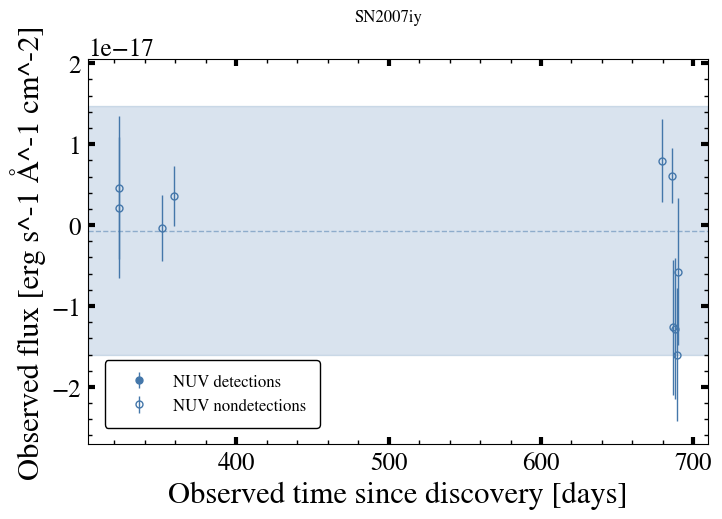 SN2007iy
1e−17
2
1
0
−1
−2
Observed flux [erg s^-1 Å^-1 cm^-2]
NUV detections
NUV nondetections
400 500 600 700
Observed time since discovery [days]